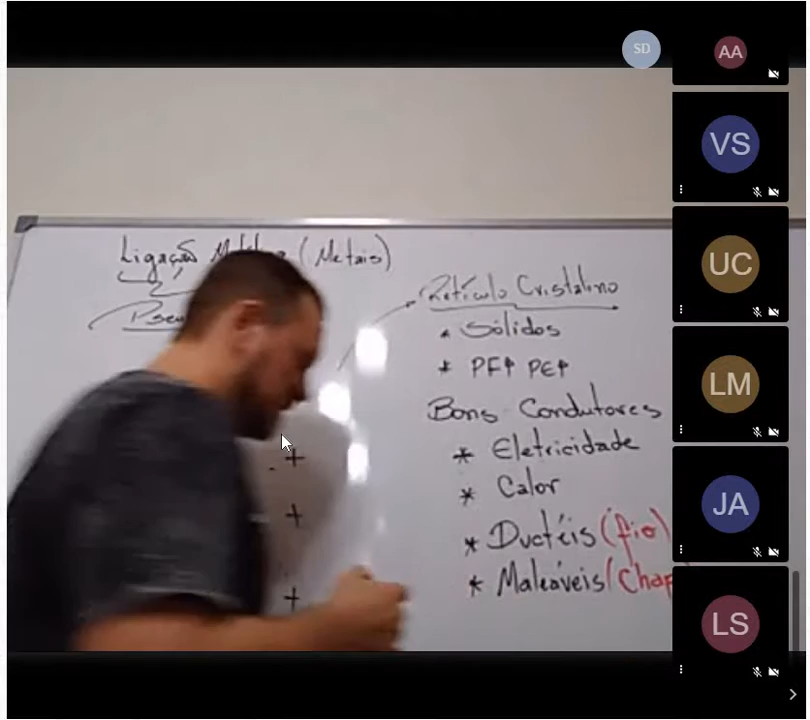 SD
AA
VS
UC
LM
JA
LS
Ligação (Metais)
Retículo Cristalino
* Sólidos
* PF↑ PE↑
Bons Condutores
* Eletricidade
* Calor
* Ductéis (fio)
* Maleáveis (Chap
+
+
+